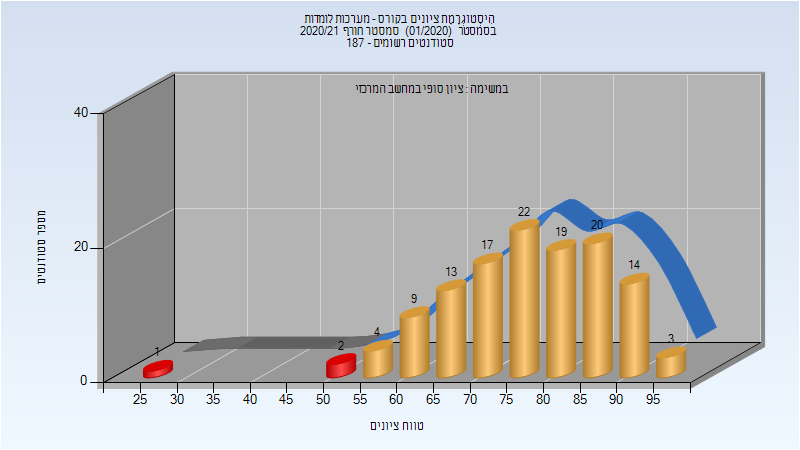 היסטוגרמת ציונים בקורס - מערכות לומדות
בסמסטר (01/2020) סמסטר חורף 2020/21
סטודנטים רשומים - 187
במשימה : ציון סופי במחשב המרכזי
מספר סטודנטים
40
20
0
1
2
4
9
13
17
22
19
20
14
3
25 30 35 40 45 50 55 60 65 70 75 80 85 90 95
טווח ציונים